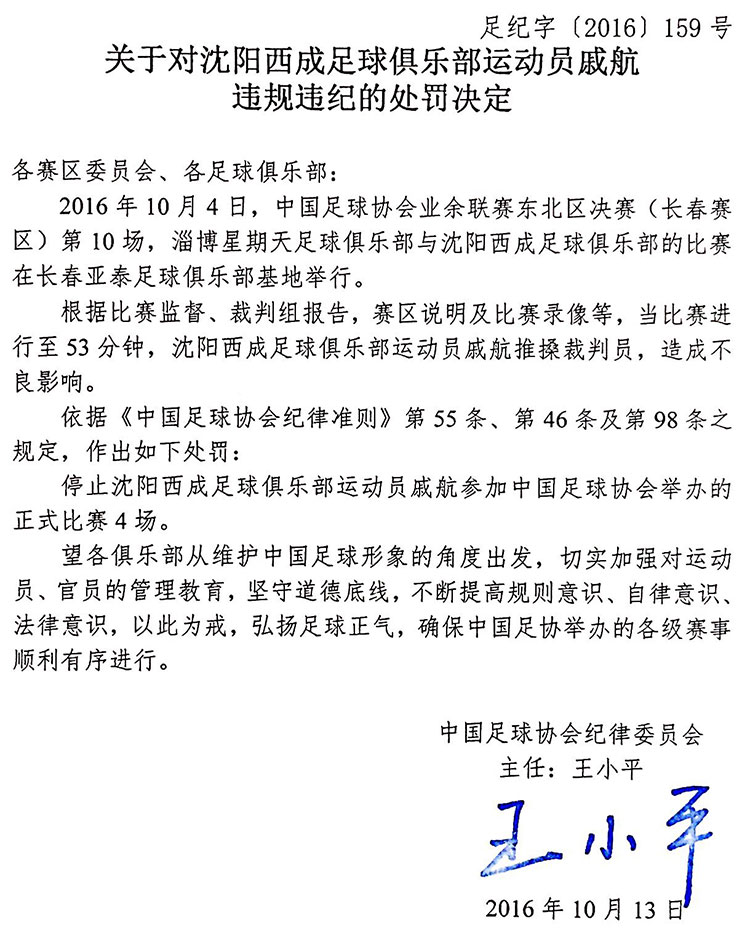 足纪字〔2016〕159号
关于对沈阳西成足球俱乐部运动员戚航
违规违纪的处罚决定
各赛区委员会、各足球俱乐部：
2016年10月4日，中国足球协会业余联赛东北区决赛（长春赛
区）第10场，淄博星期天足球俱乐部与沈阳西成足球俱乐部的比赛
在长春亚泰足球俱乐部基地举行。
根据比赛监督、裁判组报告，赛区说明及比赛录像等，当比赛进
行至53分钟，沈阳西成足球俱乐部运动员戚航推搡裁判员，造成不
良影响。
依据《中国足球协会纪律准则》第55条、第46条及第98条之
规定，作出如下处罚：
停止沈阳西成足球俱乐部运动员戚航参加中国足球协会举办的
正式比赛4场。
望各俱乐部从维护中国足球形象的角度出发，切实加强对运动
员、官员的管理教育，坚守道德底线，不断提高规则意识、自律意识、
法律意识，以此为戒，弘扬足球正气，确保中国足协举办的各级赛事
顺利有序进行。
中国足球协会纪律委员会
主任：王小平
王小平
2016年10月13日